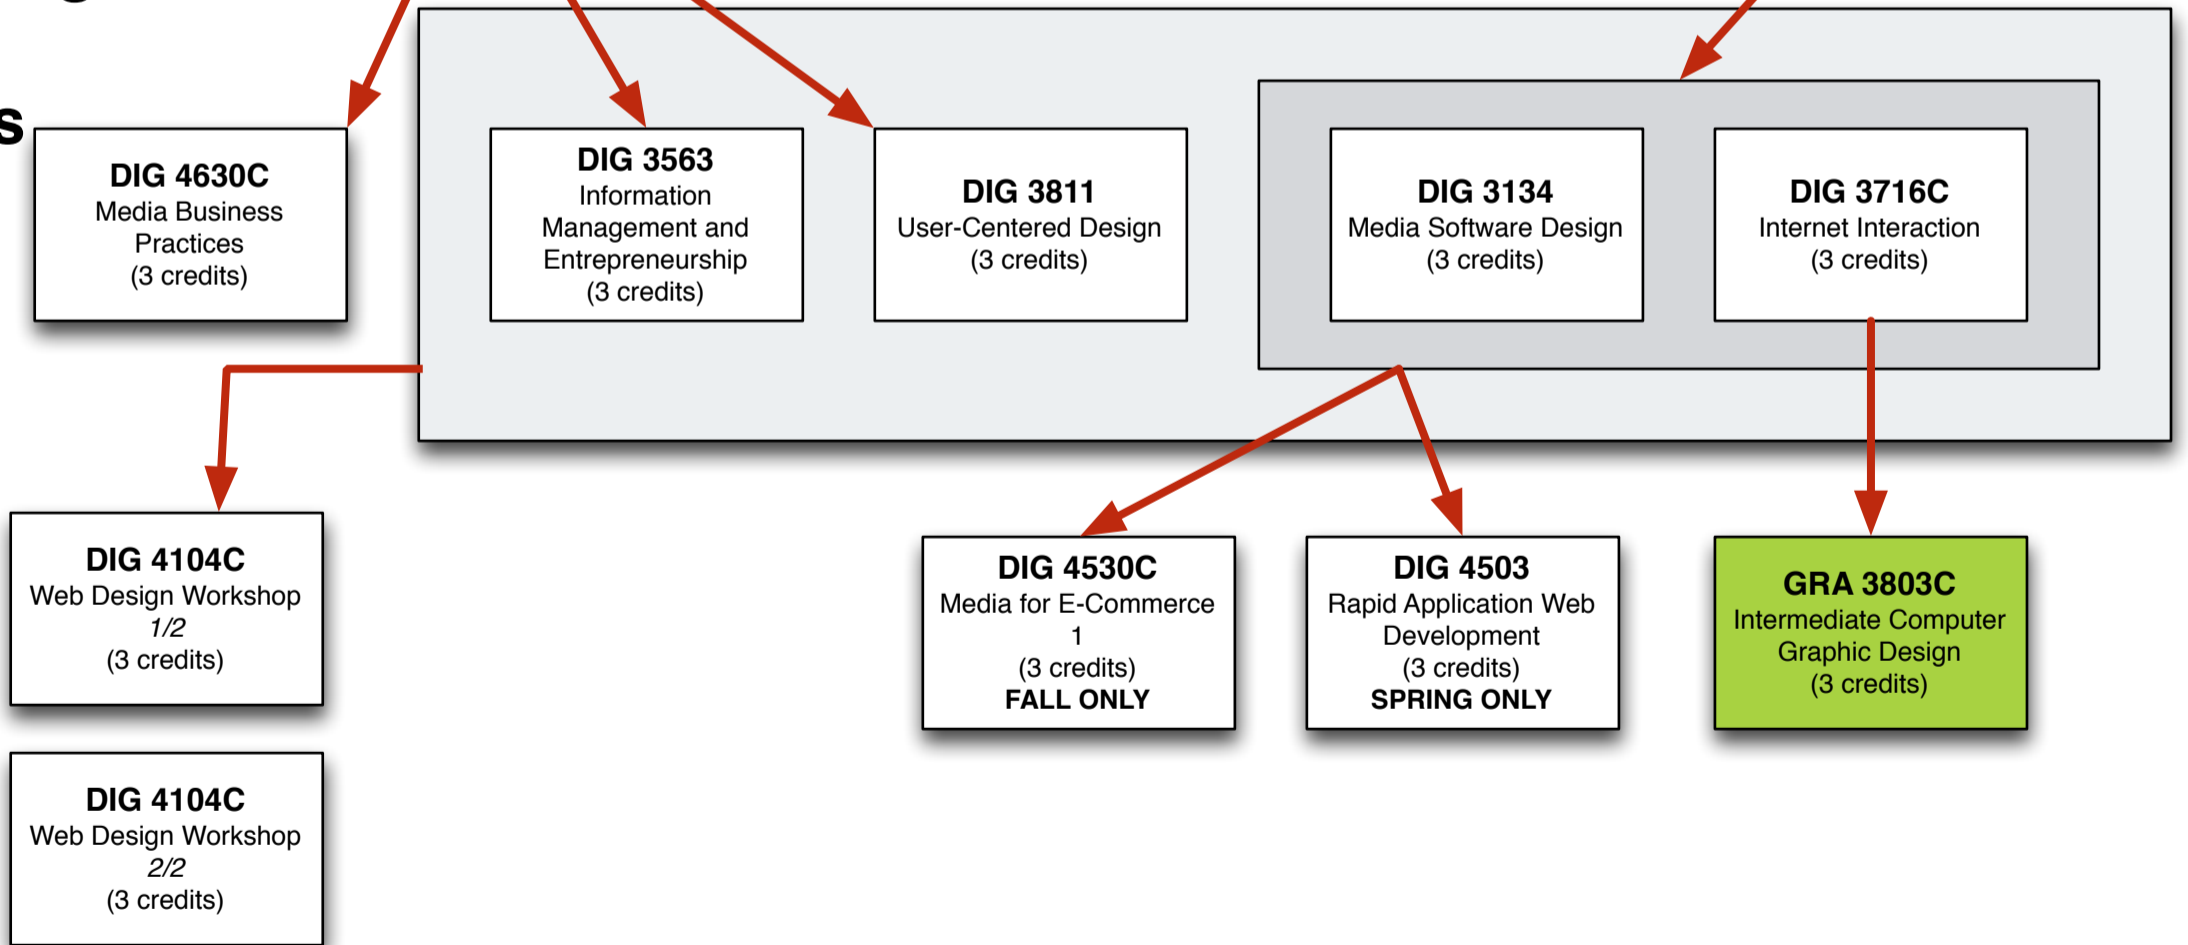 s
DIG 4630C
Media Business
Practices
(3 credits)
DIG 3563
Information
Management and
Entrepreneurship
(3 credits)
DIG 3811
User-Centered Design
(3 credits)
DIG 3134
Media Software Design
(3 credits)
DIG 3716C
Internet Interaction
(3 credits)
DIG 4104C
Web Design Workshop
1/2
(3 credits)
DIG 4530C
Media for E-Commerce
1
(3 credits)
FALL ONLY
DIG 4503
Rapid Application Web
Development
(3 credits)
SPRING ONLY
GRA 3803C
Intermediate Computer
Graphic Design
(3 credits)
DIG 4104C
Web Design Workshop
2/2
(3 credits)